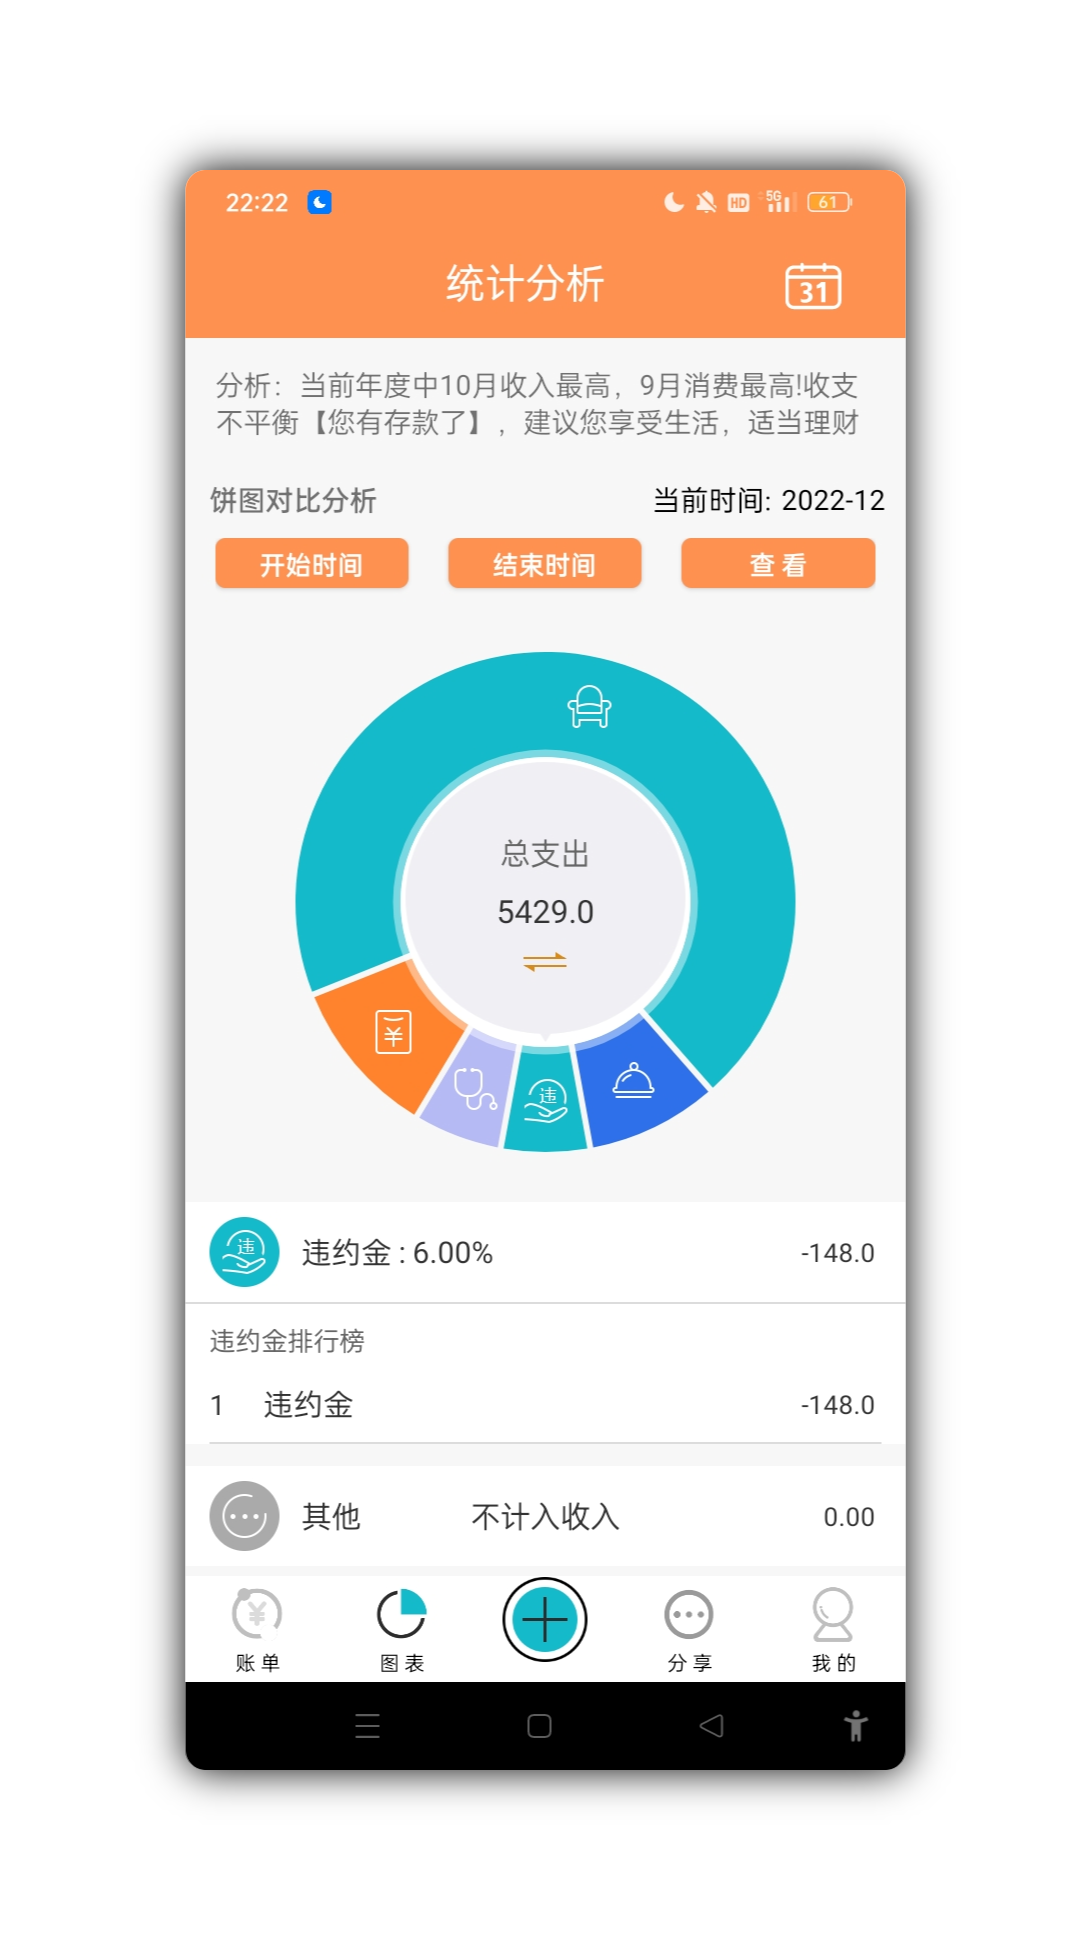 22:22
HD 5G 61
统计分析
31
分析：当前年度中10月收入最高，9月消费最高!收支
不平衡【您有存款了】，建议您享受生活，适当理财
饼图对比分析 当前时间: 2022-12
开始时间 结束时间 查 看
总支出
5429.0
¥
违
违 违约金 : 6.00% -148.0
违约金排行榜
1 违约金 -148.0
其他 不计入收入 0.00
¥
账 单 图 表 分 享 我 的